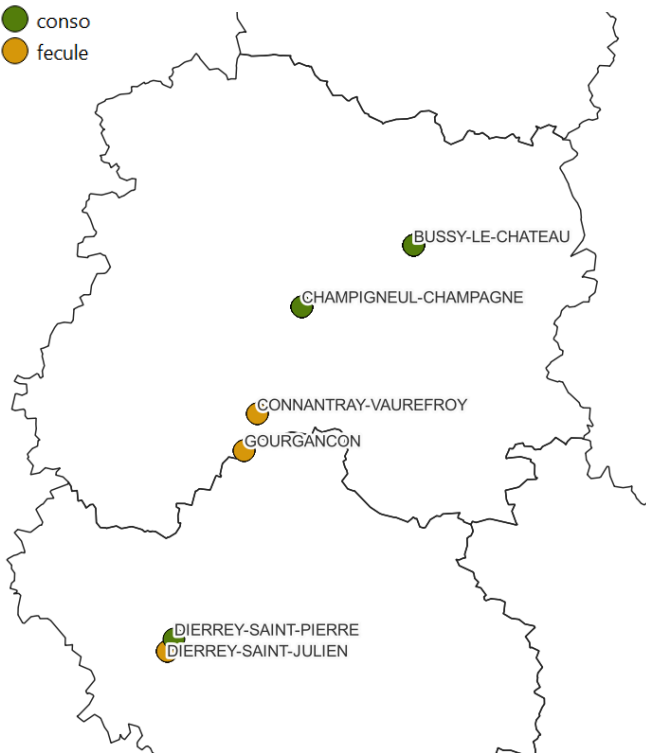 conso
fecule
BUSSY-LE-CHATEAU
CHAMPIGNEUL-CHAMPAGNE
CONNANTRAY-VAUREFROY
GOURGANCON
DIERREY-SAINT-PIERRE
DIERREY-SAINT-JULIEN